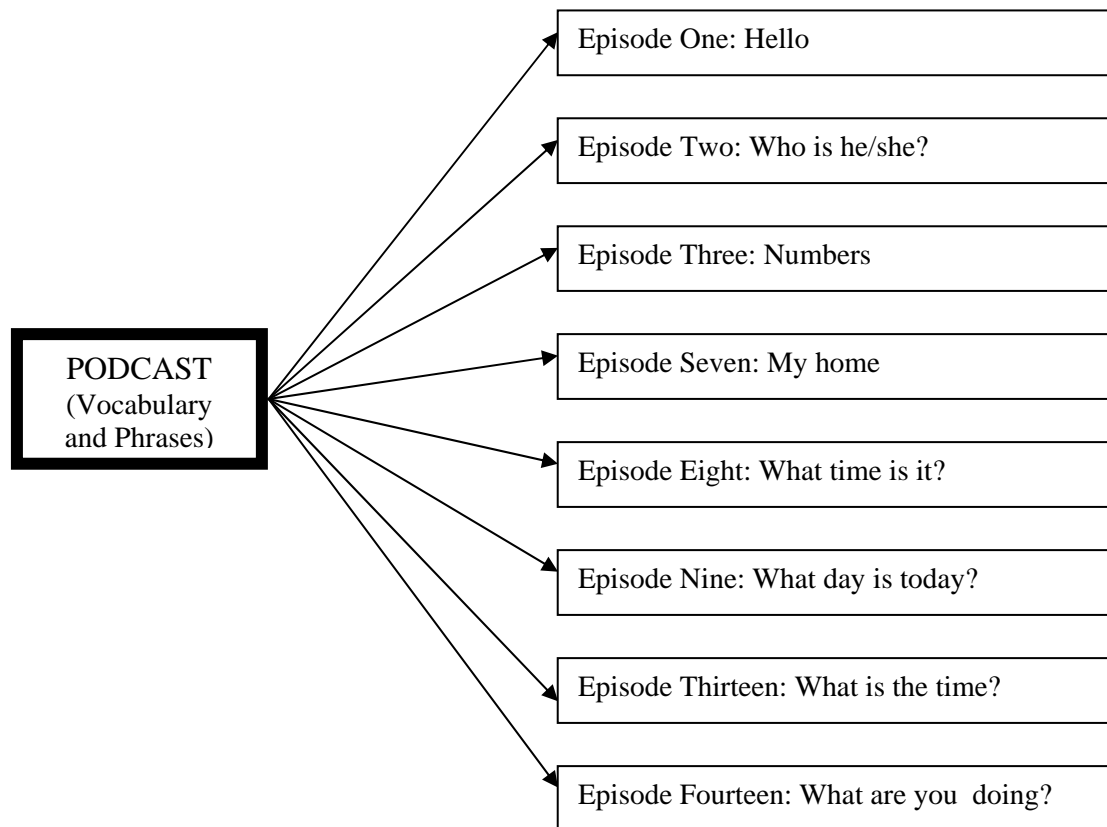 Episode One: Hello
Episode Two: Who is he/she?
Episode Three: Numbers
PODCAST
(Vocabulary
and Phrases)
Episode Seven: My home
Episode Eight: What time is it?
Episode Nine: What day is today?
Episode Thirteen: What is the time?
Episode Fourteen: What are you  doing?